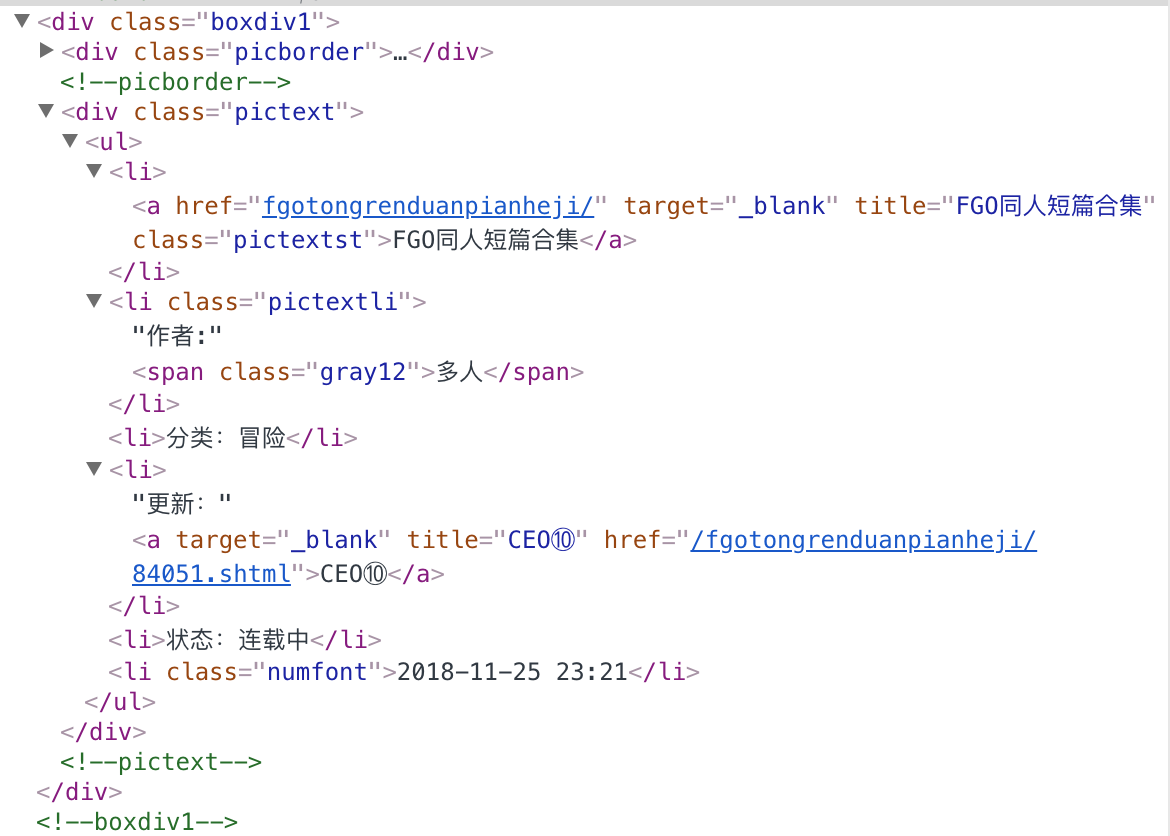 <div class="boxdiv1">
<div class="picborder">…</div>
<!--picborder-->
<div class="pictext">
<ul>
<li>
<a href="fgotongrenduanpianheji/" target="_blank" title="FGO同人短篇合集"
class="pictextst">FGO同人短篇合集</a>
</li>
<li class="pictextli">
"作者:"
<span class="gray12">多人</span>
</li>
<li>分类：冒险</li>
<li>
"更新："
<a target="_blank" title="CEO⑩" href="/fgotongrenduanpianheji/
84051.shtml">CEO⑩</a>
</li>
<li>状态：连载中</li>
<li class="numfont">2018-11-25 23:21</li>
</ul>
</div>
<!--pictext-->
</div>
<!--boxdiv1-->